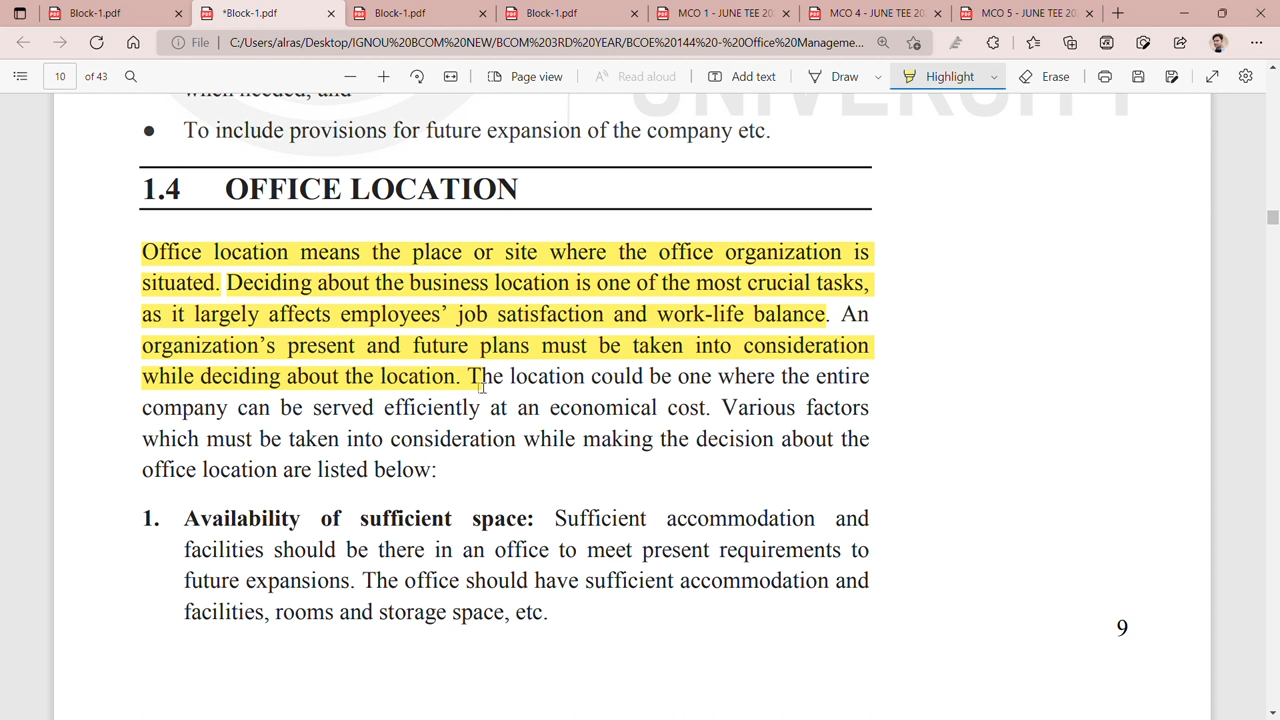 Block-1.pdf
*Block-1.pdf
Block-1.pdf
Block-1.pdf
MCO 1 - JUNE TEE 20
MCO 4 - JUNE TEE 20
MCO 5 - JUNE TEE 20
File C:/Users/alras/Desktop/IGNOU%20BCOM%20NEW/BCOM%203RD%20YEAR/BCOE%20144%20-%20Office%20Manageme...
10 of 43 Page view Read aloud Add text Draw Highlight Erase
when needed, and
UNIVERSITY
● To include provisions for future expansion of the company etc.
1.4 OFFICE LOCATION
Office location means the place or site where the office organization is
situated. Deciding about the business location is one of the most crucial tasks,
as it largely affects employees’ job satisfaction and work-life balance. An
organization’s present and future plans must be taken into consideration
while deciding about the location. The location could be one where the entire
company can be served efficiently at an economical cost. Various factors
which must be taken into consideration while making the decision about the
office location are listed below:
1. Availability of sufficient space: Sufficient accommodation and
facilities should be there in an office to meet present requirements to
future expansions. The office should have sufficient accommodation and
facilities, rooms and storage space, etc.
9